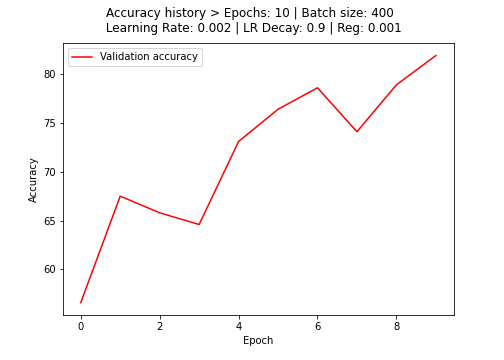 Accuracy history > Epochs: 10 | Batch size: 400
Learning Rate: 0.002 | LR Decay: 0.9 | Reg: 0.001
Validation accuracy
80
75
70
65
60
Accuracy
0 2 4 6 8
Epoch